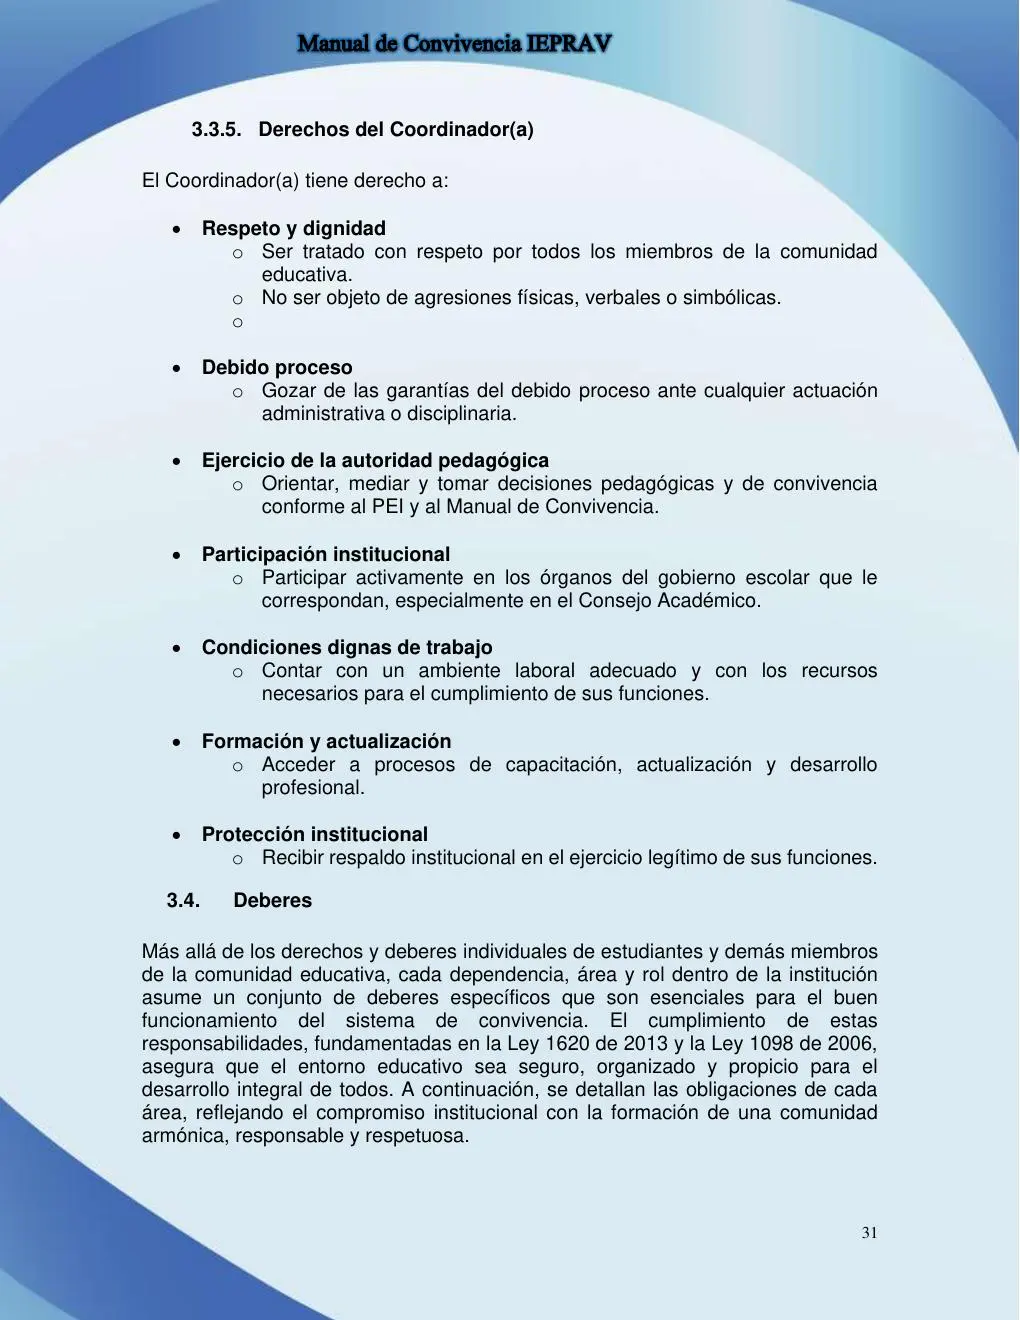 Manual de Convivencia IEPRAV
3.3.5. Derechos del Coordinador(a)
El Coordinador(a) tiene derecho a:
• Respeto y dignidad
o Ser tratado con respeto por todos los miembros de la comunidad
educativa.
o No ser objeto de agresiones físicas, verbales o simbólicas.
o
• Debido proceso
o Gozar de las garantías del debido proceso ante cualquier actuación
administrativa o disciplinaria.
• Ejercicio de la autoridad pedagógica
o Orientar, mediar y tomar decisiones pedagógicas y de convivencia
conforme al PEI y al Manual de Convivencia.
• Participación institucional
o Participar activamente en los órganos del gobierno escolar que le
correspondan, especialmente en el Consejo Académico.
• Condiciones dignas de trabajo
o Contar con un ambiente laboral adecuado y con los recursos
necesarios para el cumplimiento de sus funciones.
• Formación y actualización
o Acceder a procesos de capacitación, actualización y desarrollo
profesional.
• Protección institucional
o Recibir respaldo institucional en el ejercicio legítimo de sus funciones.
3.4. Deberes
Más allá de los derechos y deberes individuales de estudiantes y demás miembros
de la comunidad educativa, cada dependencia, área y rol dentro de la institución
asume un conjunto de deberes específicos que son esenciales para el buen
funcionamiento del sistema de convivencia. El cumplimiento de estas
responsabilidades, fundamentadas en la Ley 1620 de 2013 y la Ley 1098 de 2006,
asegura que el entorno educativo sea seguro, organizado y propicio para el
desarrollo integral de todos. A continuación, se detallan las obligaciones de cada
área, reflejando el compromiso institucional con la formación de una comunidad
armónica, responsable y respetuosa.
31